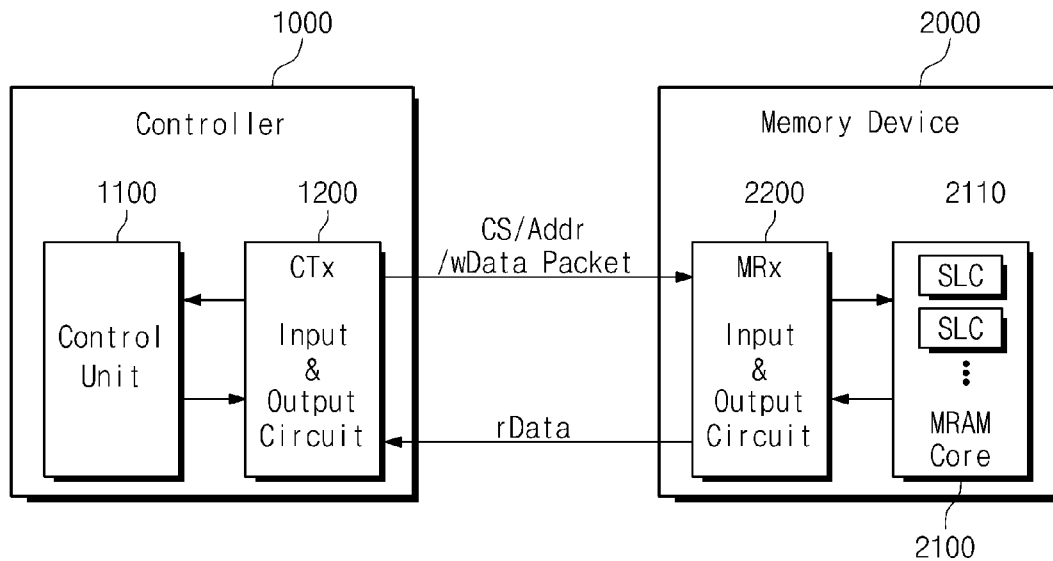 1000
2000
Controller
Memory Device
1100
1200
2200
2110
CS/Addr
/wData Packet
CTx
MRx
SLC
SLC
Control
Unit
Input
&
Output
Circuit
Input
&
Output
Circuit
rData
MRAM
Core
2100